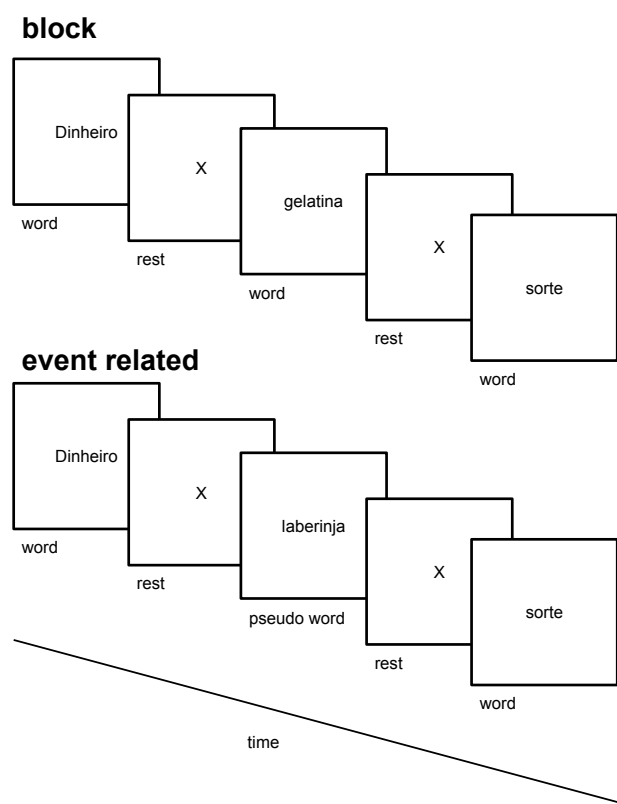 block
Dinheiro
word
X
rest
gelatina
word
X
rest
sorte
word
event related
Dinheiro
word
X
rest
laberinja
pseudo word
X
rest
sorte
word
time